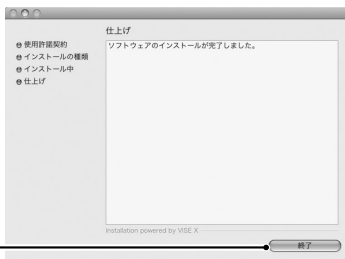 仕上げ
使用許諾契約
インストールの種類
インストール中
仕上げ
ソフトウェアのインストールが完了しました。
Installation powered by VISE X
終了